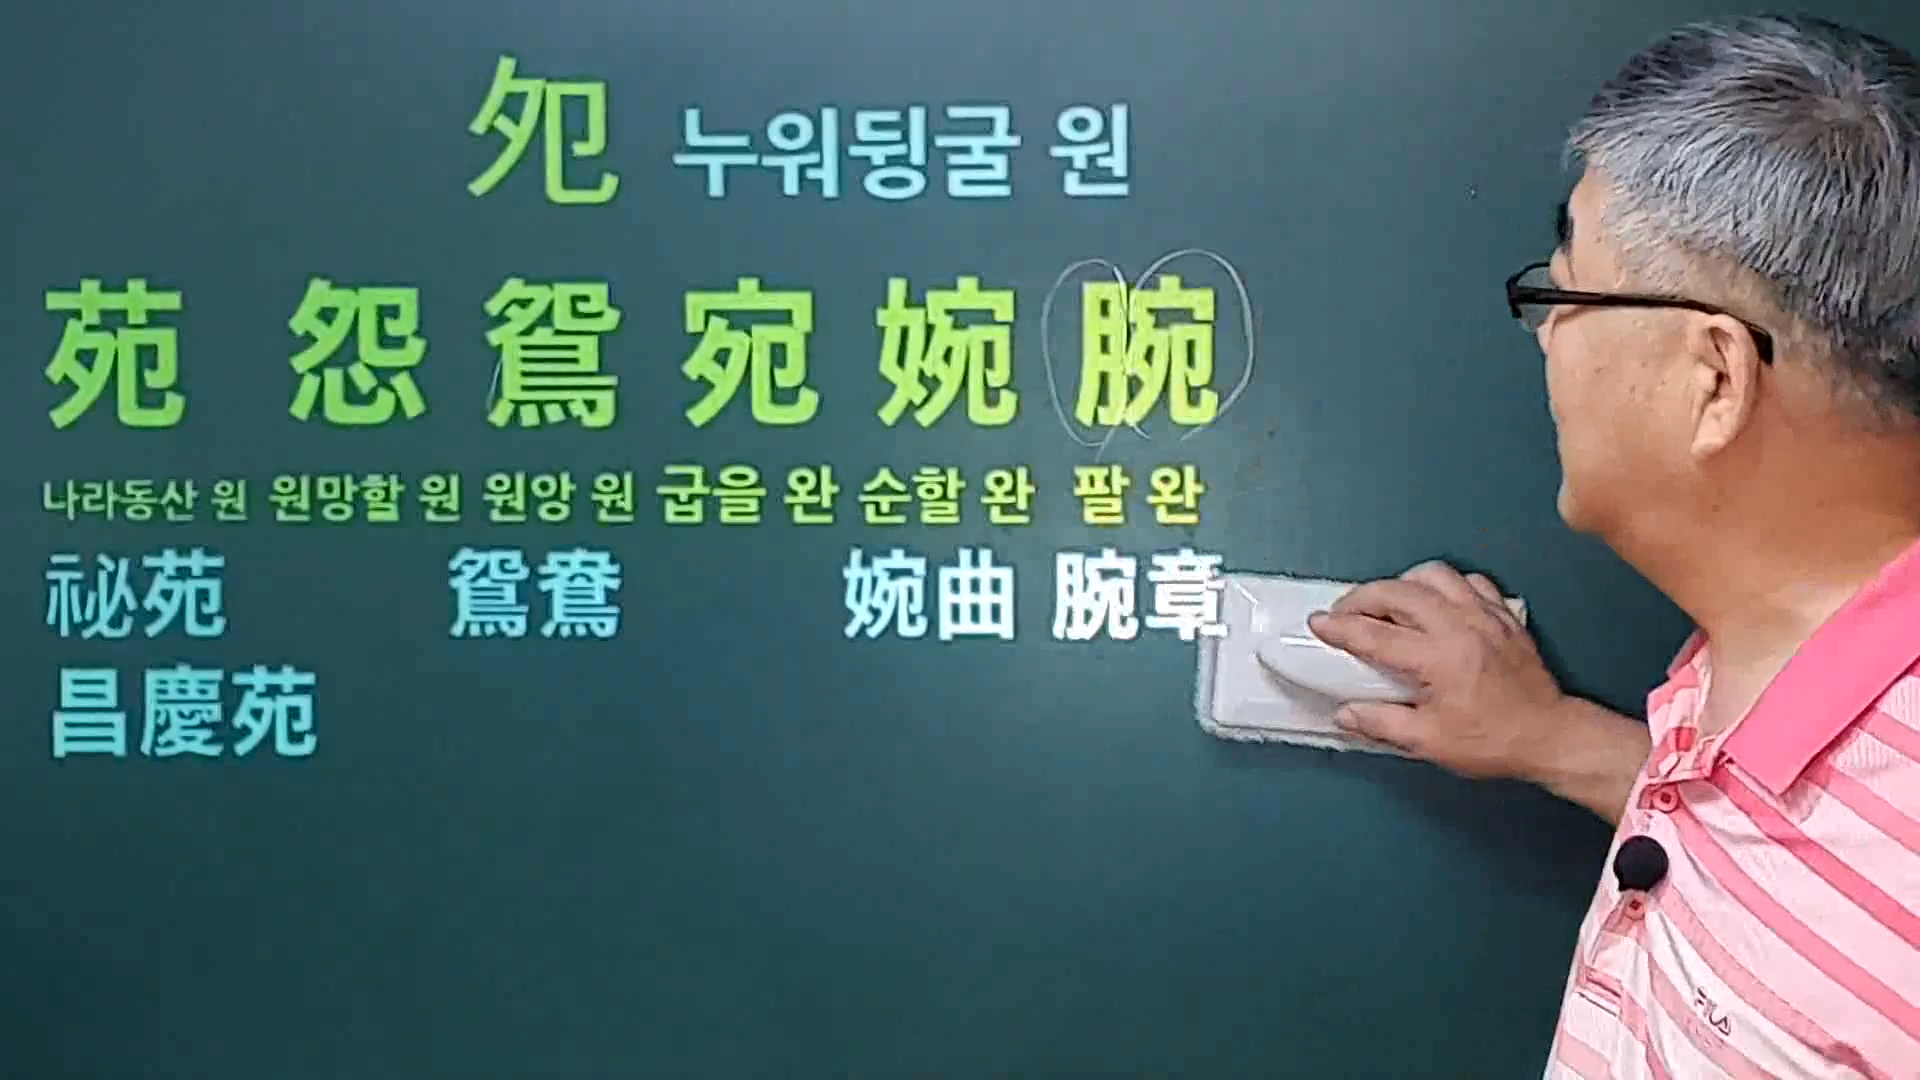 夗 누워뒹굴 원
苑 怨 鴛 宛 婉 腕
나라동산 원 원망할 원 원앙 원 굽을 완 순할 완 팔 완
祕苑 鴛鴦 婉曲 腕章
昌慶苑
FILA